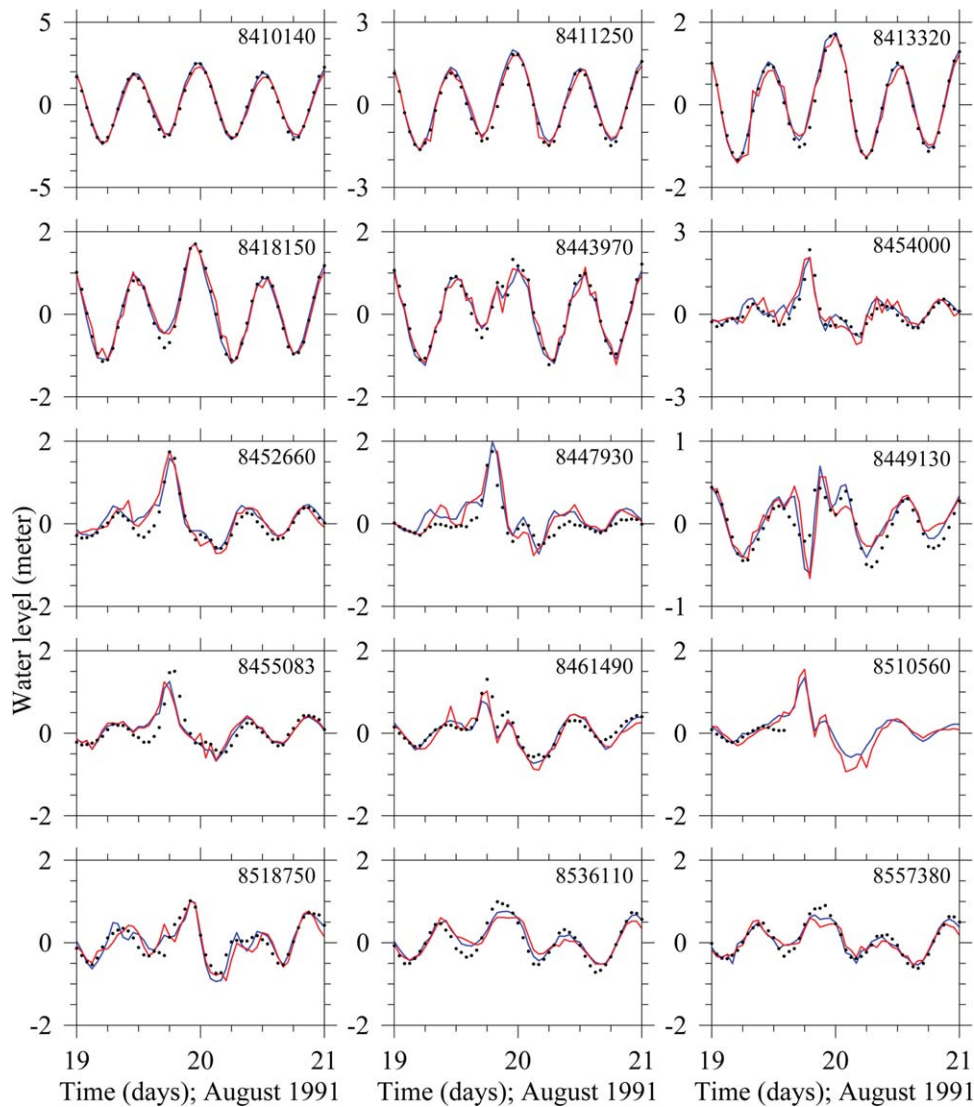 5 8410140 3 8411250 2 8413320
0 0 0
-5 -3 -2
2 8418150 2 8443970 3 8454000
0 0 0
-2 -2 -3
2 8452660 2 8447930 1 8449130
0 0 0
-2 -2 -1
Water level (meter)
2 8455083 2 8461490 2 8510560
0 0 0
-2 -2 -2
2 8518750 2 8536110 2 8557380
0 0 0
-2 -2 -2
19 20 21 19 20 21 19 20 21
Time (days); August 1991 Time (days); August 1991 Time (days); August 1991